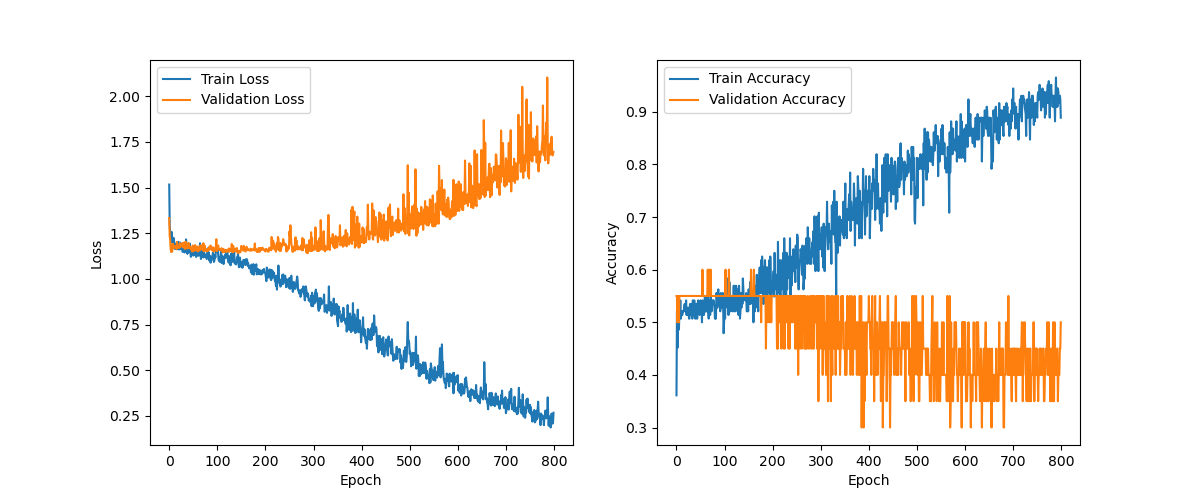 Train Loss
Validation Loss
2.00
1.75
1.50
1.25
1.00
0.75
0.50
0.25
Loss
0 100 200 300 400 500 600 700 800
Epoch
Train Accuracy
Validation Accuracy
0.9
0.8
0.7
0.6
0.5
0.4
0.3
Accuracy
0 100 200 300 400 500 600 700 800
Epoch